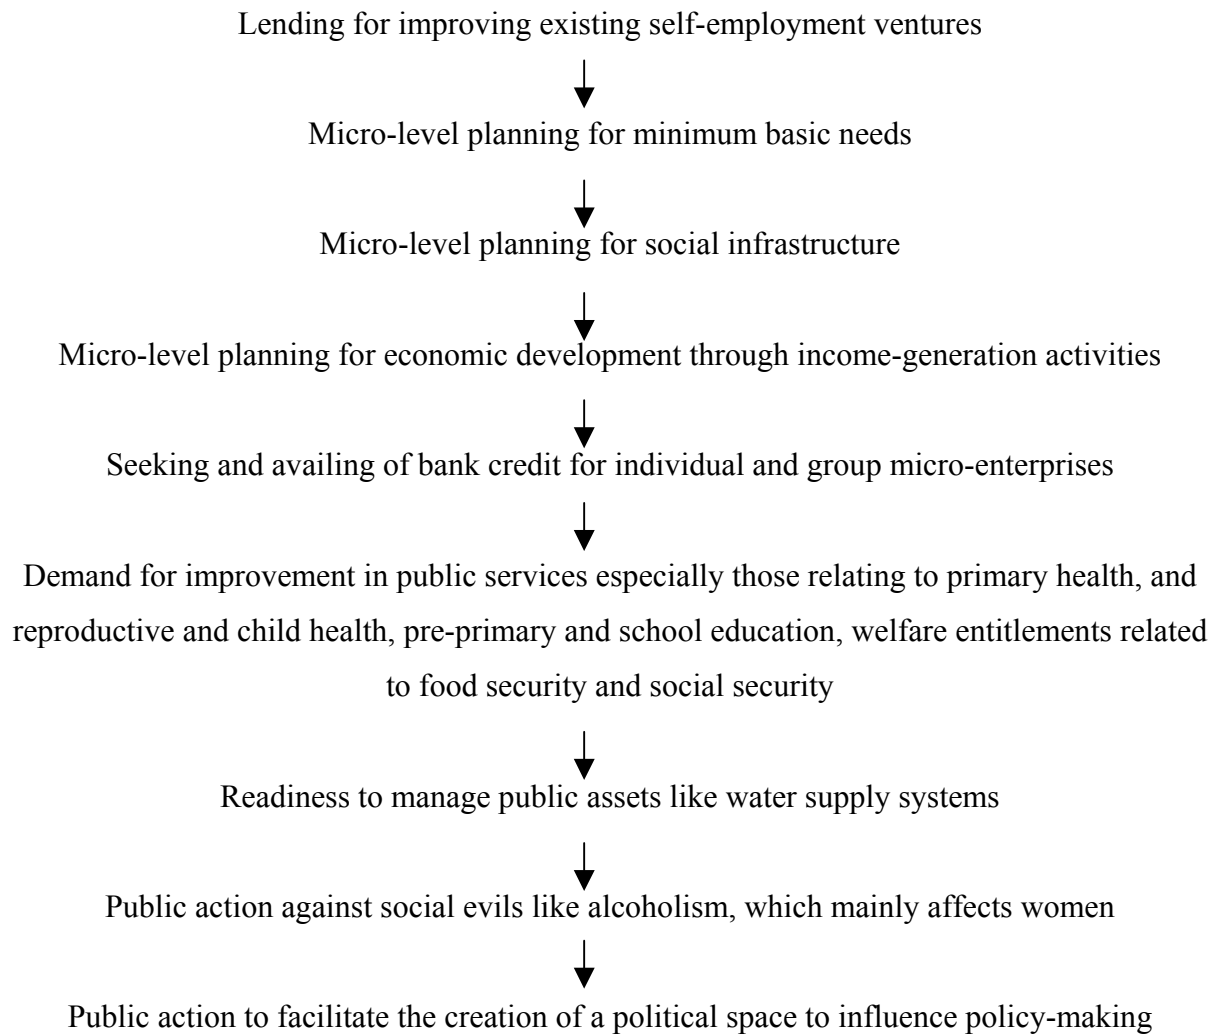 Lending for improving existing self-employment ventures
Micro-level planning for minimum basic needs
Micro-level planning for social infrastructure
Micro-level planning for economic development through income-generation activities
Seeking and availing of bank credit for individual and group micro-enterprises
Demand for improvement in public services especially those relating to primary health, and
reproductive and child health, pre-primary and school education, welfare entitlements related
to food security and social security
Readiness to manage public assets like water supply systems
Public action against social evils like alcoholism, which mainly affects women
Public action to facilitate the creation of a political space to influence policy-making